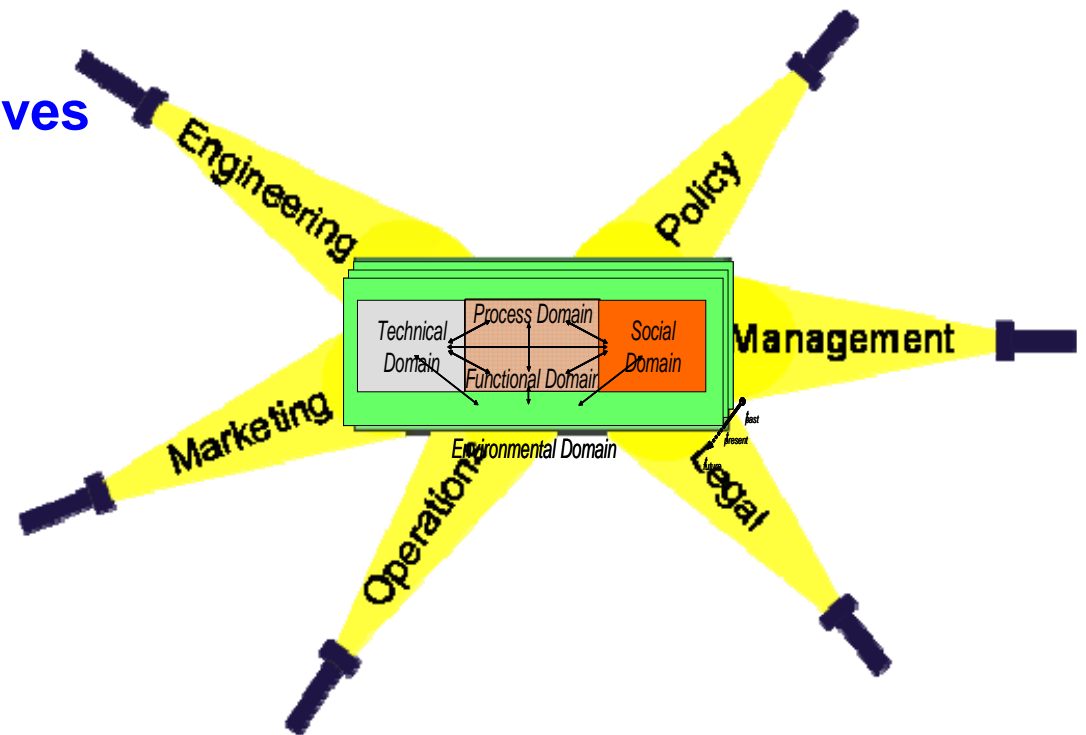 ves
Engineering
Policy
Process Domain
Technical
Domain
Social
Domain
Functional Domain
Management
Marketing
past
present
future
Environmental Domain
Operations
Legal